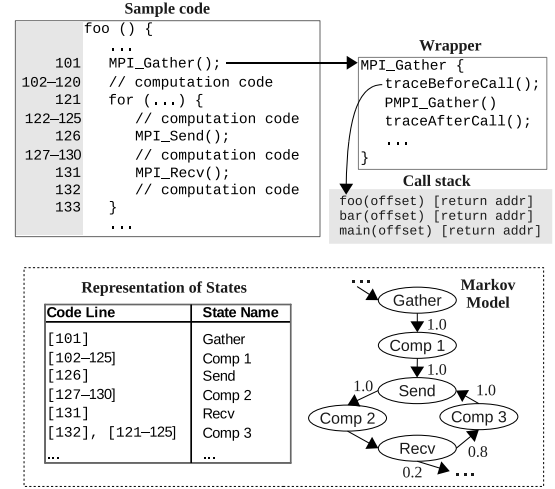 Sample code
foo () {
...
101 MPI_Gather();
102–120 // computation code
121 for (...) {
122–125 // computation code
126 MPI_Send();
127–130 // computation code
131 MPI_Recv();
132 // computation code
133 }
...
Wrapper
MPI_Gather {
traceBeforeCall();
PMPI_Gather()
traceAfterCall();
...
}
Call stack
foo(offset) [return addr]
bar(offset) [return addr]
main(offset) [return addr]
Representation of States
Code Line State Name
[101] Gather
[102–125] Comp 1
[126] Send
[127–130] Comp 2
[131] Recv
[132], [121–125] Comp 3
... ...
Markov
Model
...
Gather
1.0
Comp 1
1.0
Send
1.0
1.0
Comp 2
Comp 3
Recv
0.8
0.2
...